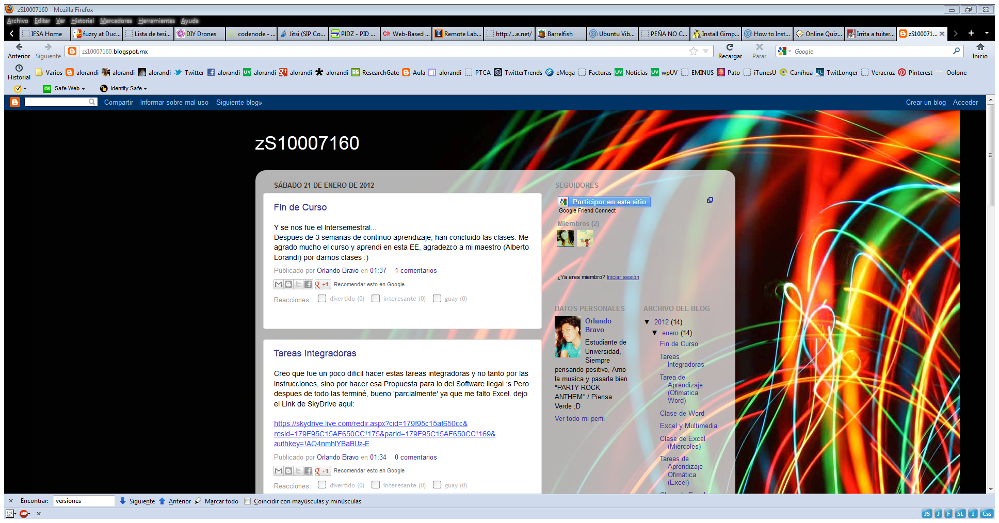 zS10007160 - Mozilla Firefox
Archivo Editar Ver Historial Marcadores Herramientas Ayuda
IFSA Home fuzzy at Duc... Lista de tesi... DIY Drones codenode - ... Jitsi (SIP Co... PIDZ - PID ... Ch Web-Based ... Remote Lab... http:/...e.net/ Barrelfish Ubuntu Vib... PEÑA NO C... Install Gimp... How to Inst... Online Quiz... Irrita a tuiter... zS100071...
Anterior Siguiente zs10007160.blogspot.mx Recargar Parar Google Inicio
Historial Varios alorandi alorandi alorandi Twitter alorandi UV alorandi alorandi alorandi RG ResearchGate Aula alorandi PTCA TwitterTrends eMega Facturas UV Noticias UV wpUV EMINUS Pato iTunesU Caníhua TL TwitLonger Veracruz Pinterest Oolone
OK Safe Web Identity Safe
Compartir Informar sobre mal uso Siguiente blog» Crear un blog Acceder
zS10007160
SÁBADO 21 DE ENERO DE 2012
Fin de Curso
Y se nos fue el Intersemestral...
Despues de 3 semanas de continuo aprendizaje, han concluido las clases. Me
agrado mucho el curso y aprendi en esta EE, agradezco a mi maestro (Alberto
Lorandi) por darnos clases :)
Publicado por Orlando Bravo en 01:37 1 comentarios
+1 Recomendar esto en Google
Reacciones: divertido (0) interesante (0) guay (0)
Tareas Integradoras
Creo que fue un poco dificil hacer estas tareas integradoras y no tanto por las
instrucciones, sino por hacer esa Propuesta para lo del Software Ilegal :s Pero
despues de todo las terminé, bueno 'parcialmente' ya que me falto Excel. dejo
el Link de SkyDrive aqui:
https://skydrive.live.com/redir.aspx?cid=179f95c15af650cc&
resid=179F95C15AF650CC!175&parid=179F95C15AF650CC!169&
authkey=!AO4nmhlYBaBUz-E
Publicado por Orlando Bravo en 01:34 0 comentarios
+1 Recomendar esto en Google
Reacciones: divertido (0) interesante (0) guay (0)
SEGUIDORES
Participar en este sitio
Google Friend Connect
Miembros (2)
¿Ya eres miembro? Iniciar sesión
DATOS PERSONALES
Orlando
Bravo
Estudiante de
Universidad,
Siempre
pensando positivo, Amo
la musica y pasarla bien
*PARTY ROCK
ANTHEM* / Piensa
Verde ;D
Ver todo mi perfil
ARCHIVO DEL BLOG
▼ 2012 (14)
▼ enero (14)
Fin de Curso
Tareas
Integradoras
Tarea de
Aprendizaje
(Ofimatica
Word)
Clase de Word
Excel y Multimedia
Clase de Excel
(Miercoles)
Tareas de
Aprendizaje
Ofimática
(Excel)
Encontrar: versiones Siguiente Anterior Marcar todo Coincidir con mayúsculas y minúsculas
S ABP JS J F SL I Css